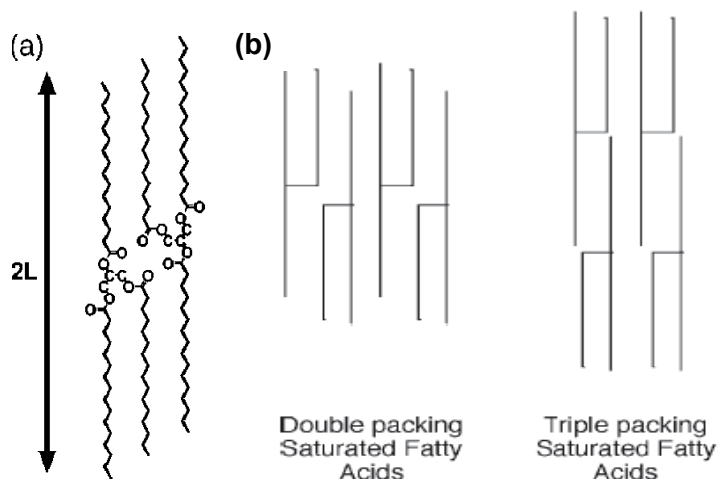 (a)
(b)
2L
O
O
C
O
O
C
C
O
O
O
O
C
C
O
O
C
O
O
O
Double packing
Saturated Fatty
Acids
Triple packing
Saturated Fatty
Acids